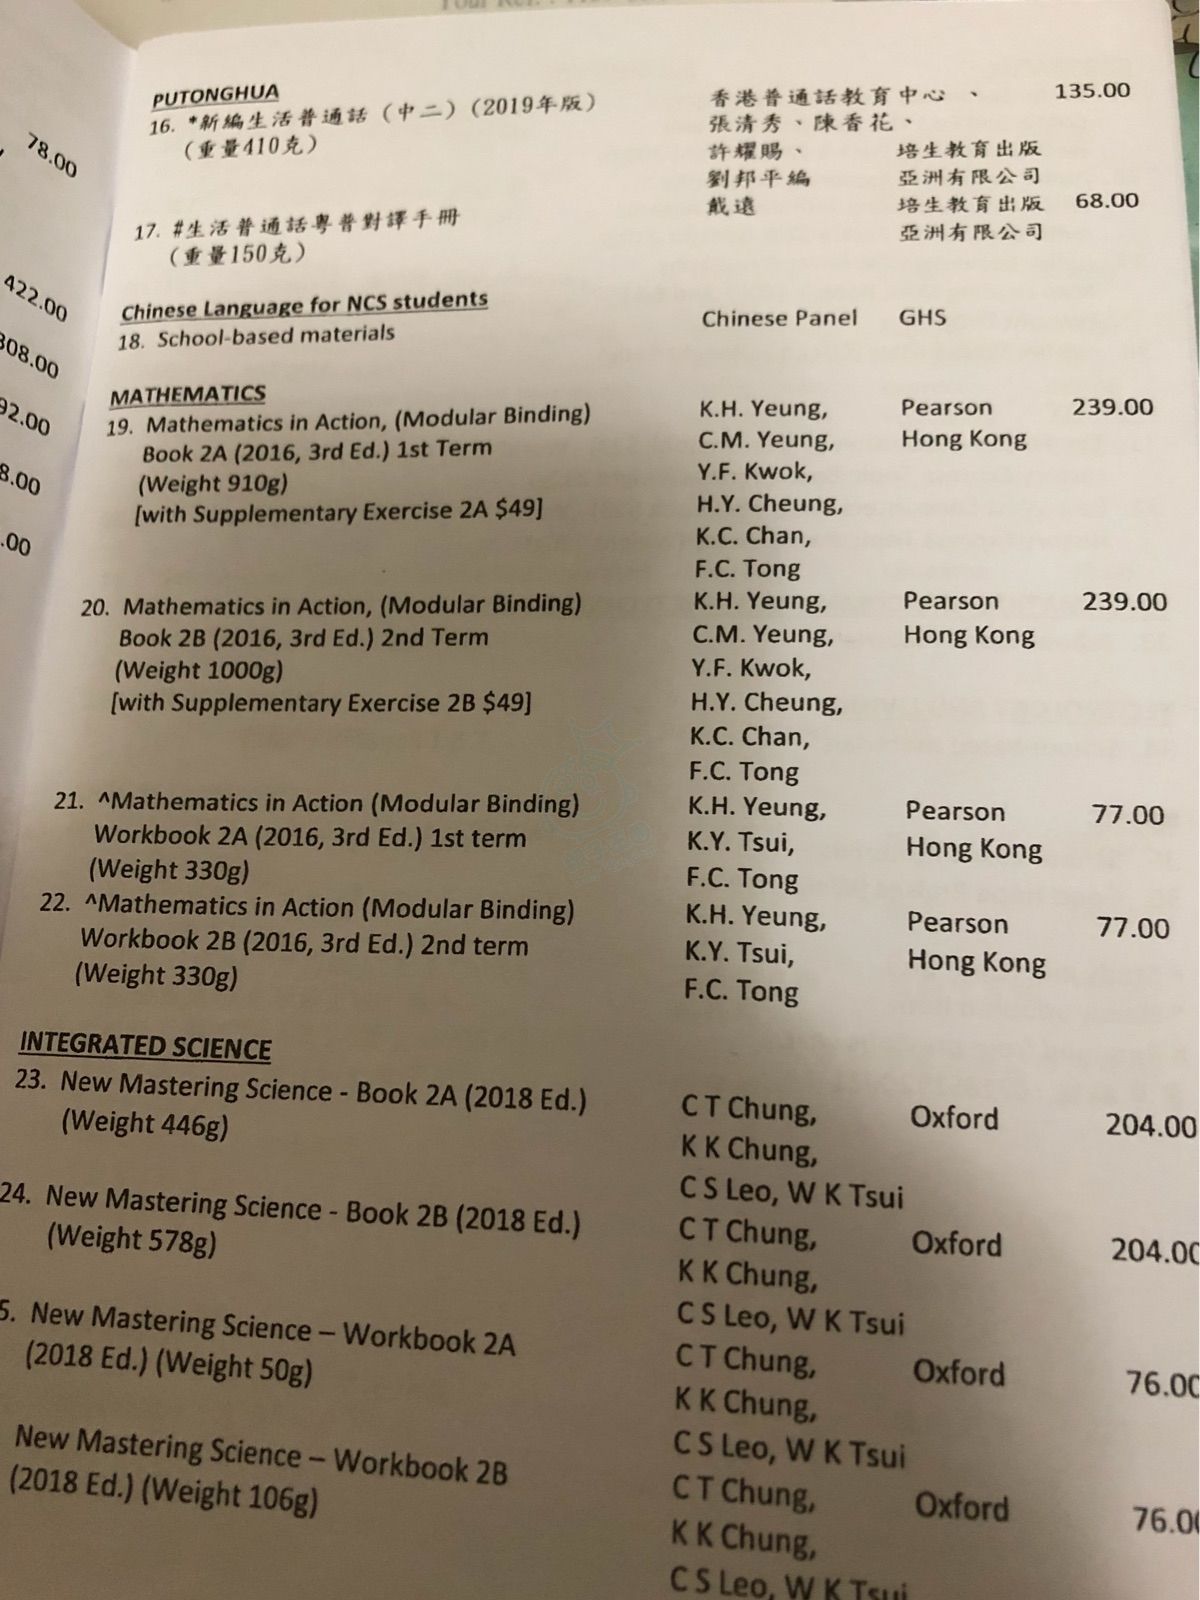 PUTONGHUA
16. *新編生活普通話（中二）（2019年版） 香港普通話教育中心 、 135.00
（重量410克） 張清秀、陳香花、
許耀賜、 培生教育出版
劉邦平編 亞洲有限公司
17. #生活普通話粵普對譯手冊 戴遠 培生教育出版 68.00
（重量150克） 亞洲有限公司
Chinese Language for NCS students
18. School-based materials Chinese Panel GHS
MATHEMATICS
19. Mathematics in Action, (Modular Binding) K.H. Yeung, Pearson 239.00
Book 2A (2016, 3rd Ed.) 1st Term C.M. Yeung, Hong Kong
(Weight 910g) Y.F. Kwok,
[with Supplementary Exercise 2A $49] H.Y. Cheung,
K.C. Chan,
F.C. Tong
20. Mathematics in Action, (Modular Binding) K.H. Yeung, Pearson 239.00
Book 2B (2016, 3rd Ed.) 2nd Term C.M. Yeung, Hong Kong
(Weight 1000g) Y.F. Kwok,
[with Supplementary Exercise 2B $49] H.Y. Cheung,
K.C. Chan,
F.C. Tong
21. ^Mathematics in Action (Modular Binding) K.H. Yeung, Pearson 77.00
Workbook 2A (2016, 3rd Ed.) 1st term K.Y. Tsui, Hong Kong
(Weight 330g) F.C. Tong
22. ^Mathematics in Action (Modular Binding) K.H. Yeung, Pearson 77.00
Workbook 2B (2016, 3rd Ed.) 2nd term K.Y. Tsui, Hong Kong
(Weight 330g) F.C. Tong
INTEGRATED SCIENCE
23. New Mastering Science - Book 2A (2018 Ed.) C T Chung, Oxford 204.00
(Weight 446g) K K Chung,
C S Leo, W K Tsui
24. New Mastering Science - Book 2B (2018 Ed.) C T Chung, Oxford 204.00
(Weight 578g) K K Chung,
C S Leo, W K Tsui
5. New Mastering Science – Workbook 2A C T Chung, Oxford 76.00
(2018 Ed.) (Weight 50g) K K Chung,
C S Leo, W K Tsui
New Mastering Science – Workbook 2B C T Chung, Oxford 76.00
(2018 Ed.) (Weight 106g) K K Chung,
C S Leo, W K Tsui
78.00
422.00
308.00
92.00
8.00
.00